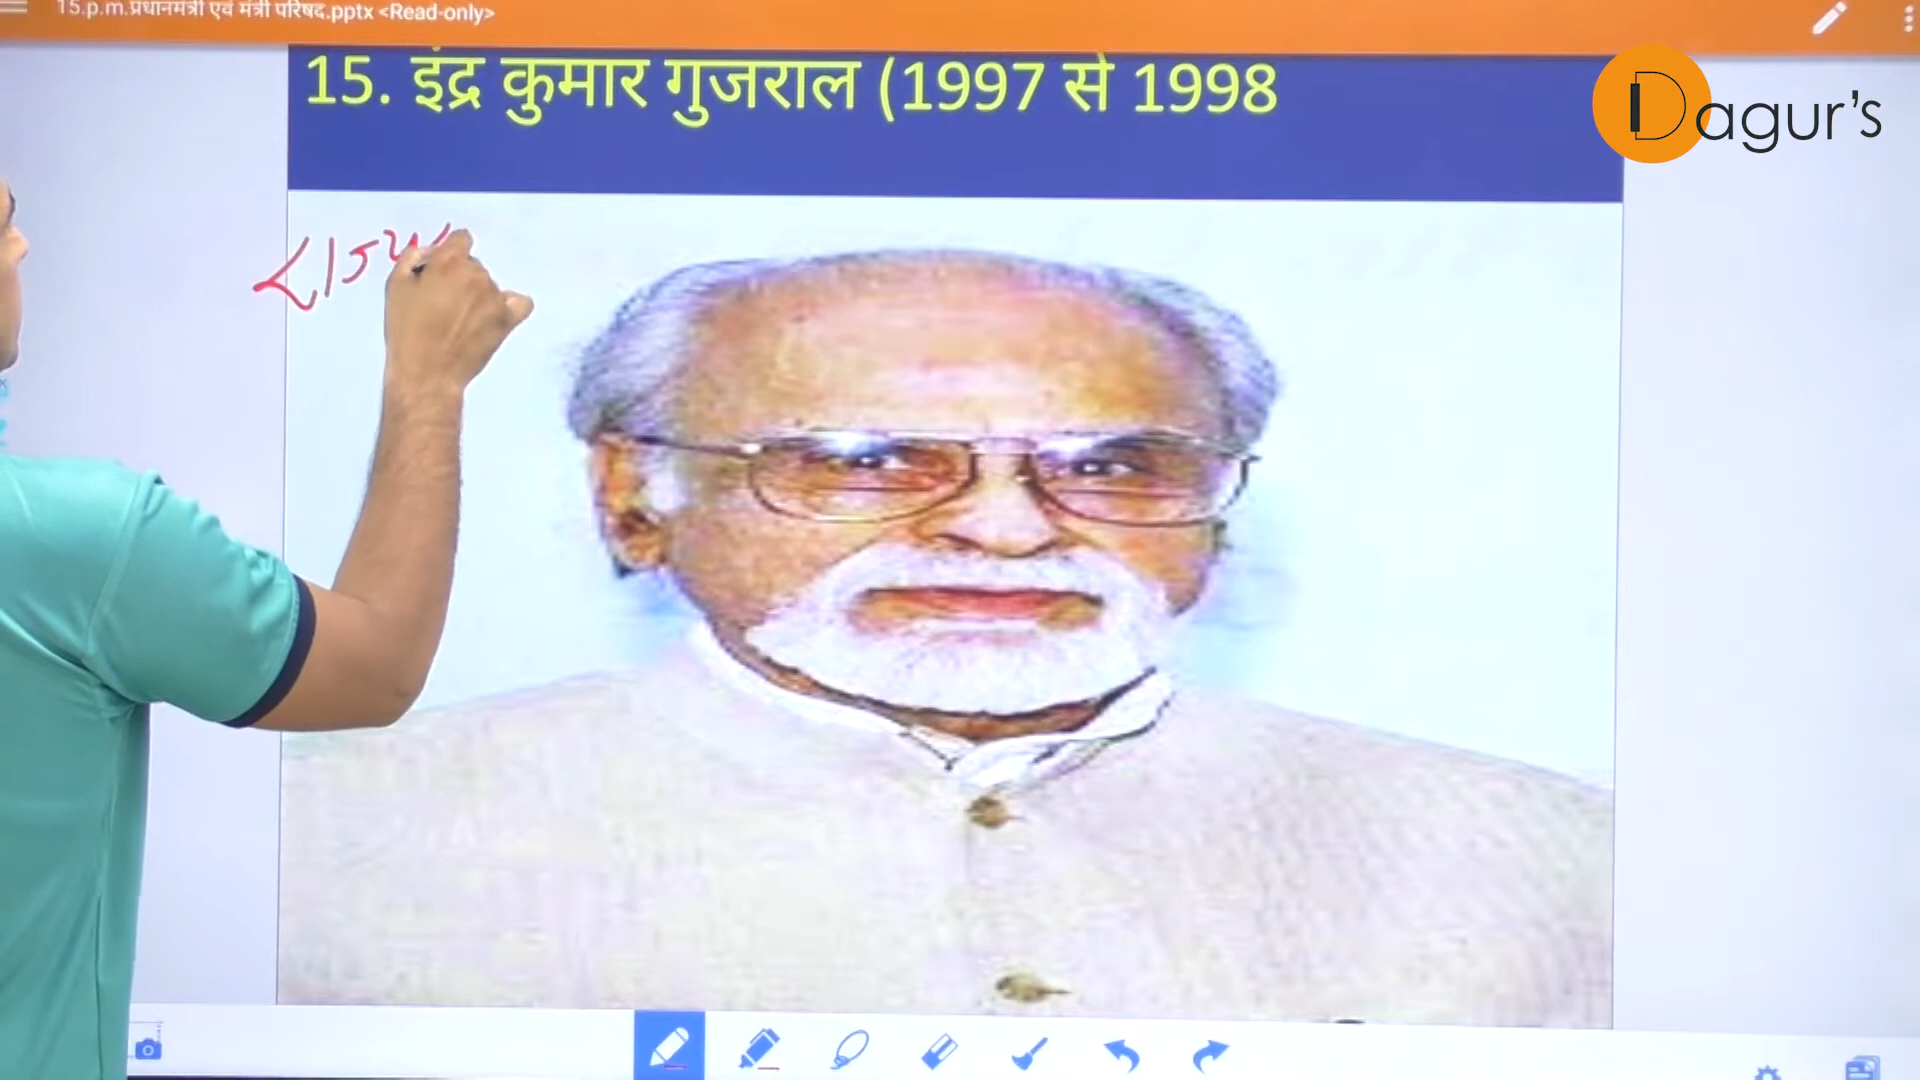 15.p.m.प्रधानमंत्री एवं मंत्री परिषद.pptx <Read-only>
15. इंद्र कुमार गुजराल (1997 से 1998
Dagur's